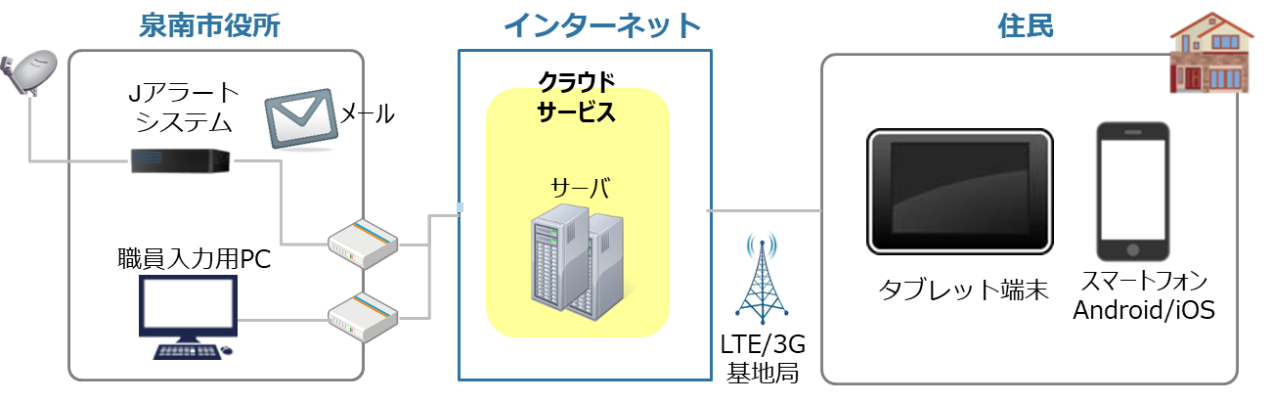 泉南市役所
インターネット
住民
Jアラート
システム
メール
職員入力用PC
クラウド
サービス
サーバ
LTE/3G
基地局
タブレット端末
スマートフォン
Android/iOS